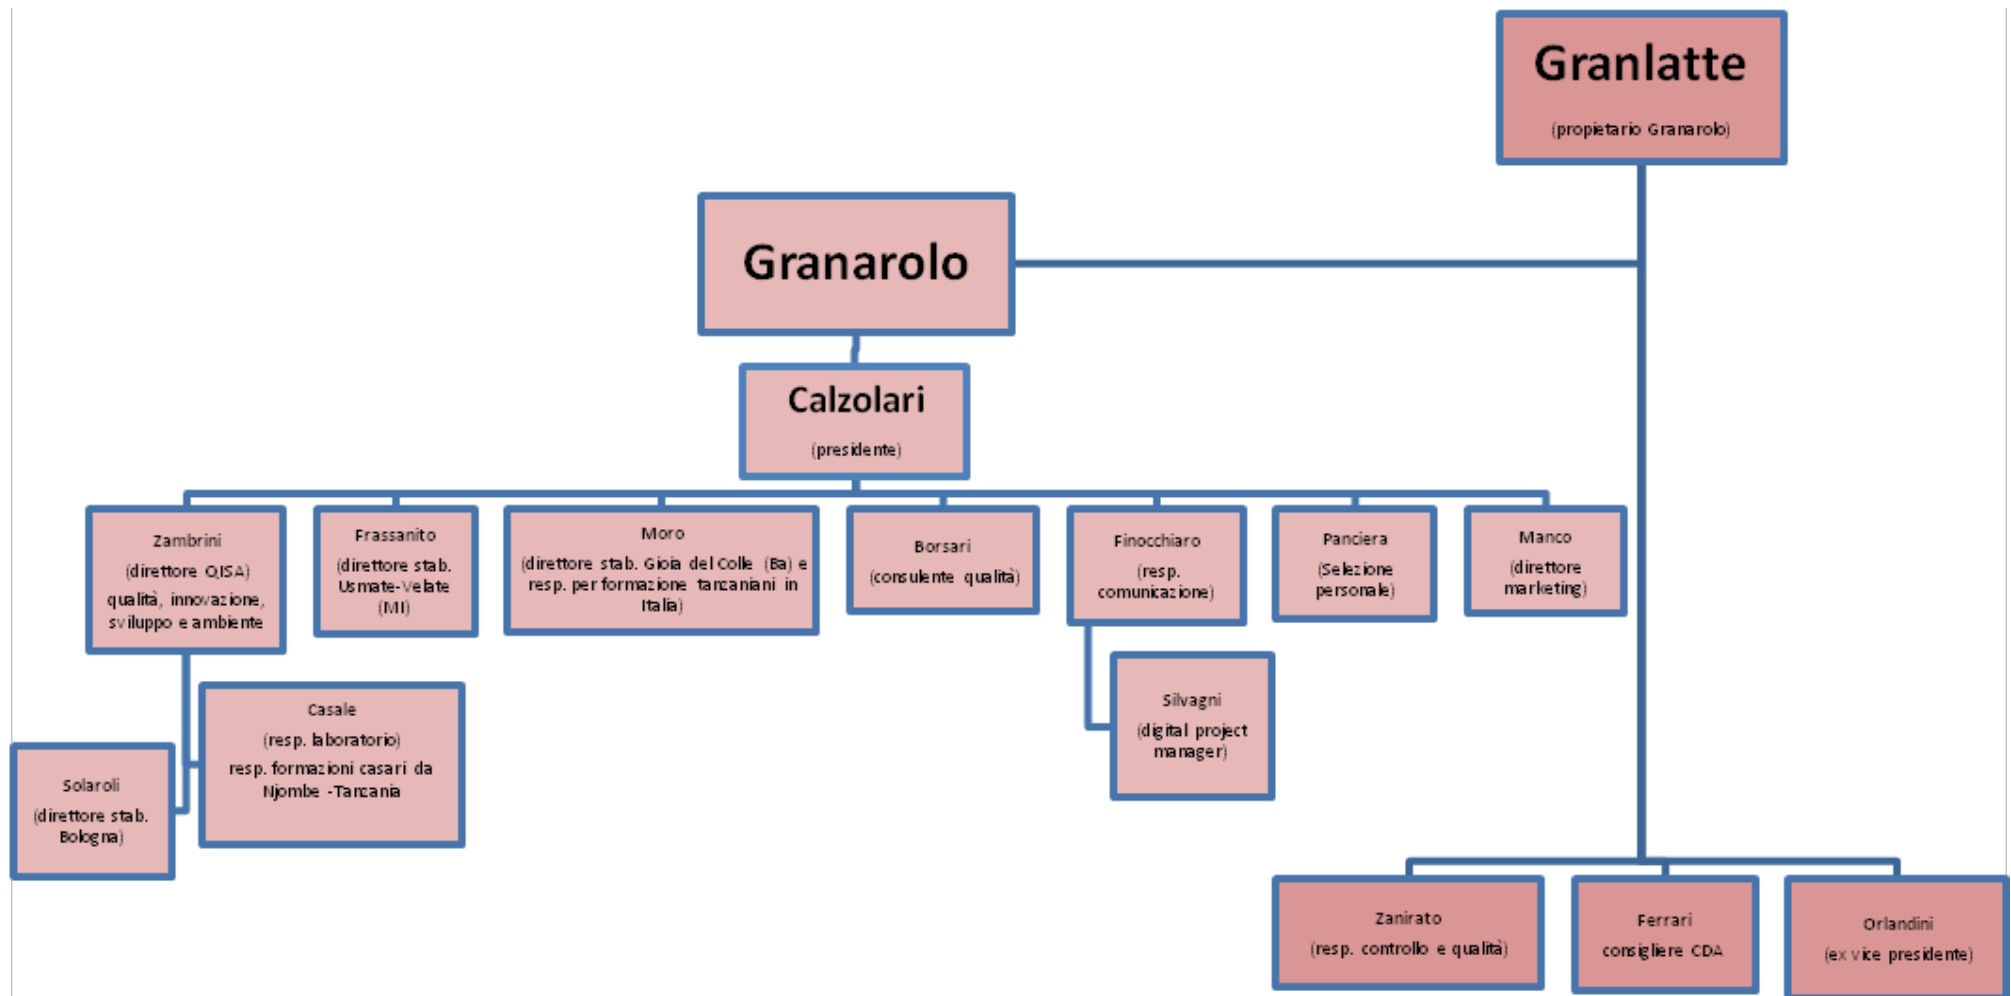 Granlatte
(propietario Granarolo)
Granarolo
Calzolari
(presidente)
Zambrini
(direttore QISA)
qualità, innovazione,
sviluppo e ambiente
Frassanito
(direttore stab.
Usmate-Velate
(MI)
Moro
(direttore stab. Gioia del Colle (Ba) e
resp. per formazione tanzaniani in
Italia)
Borsari
(consulente qualità)
Finocchiaro
(resp.
comunicazione)
Panciera
(Selezione
personale)
Manco
(direttore
marketing)
Casale
(resp. laboratorio)
resp. formazioni casari da
Njombe -Tanzania
Solaroli
(direttore stab.
Bologna)
Silvagni
(digital project
manager)
Zanirato
(resp. controllo e qualità)
Ferrari
consigliere CDA
Orlandini
(ex vice presidente)